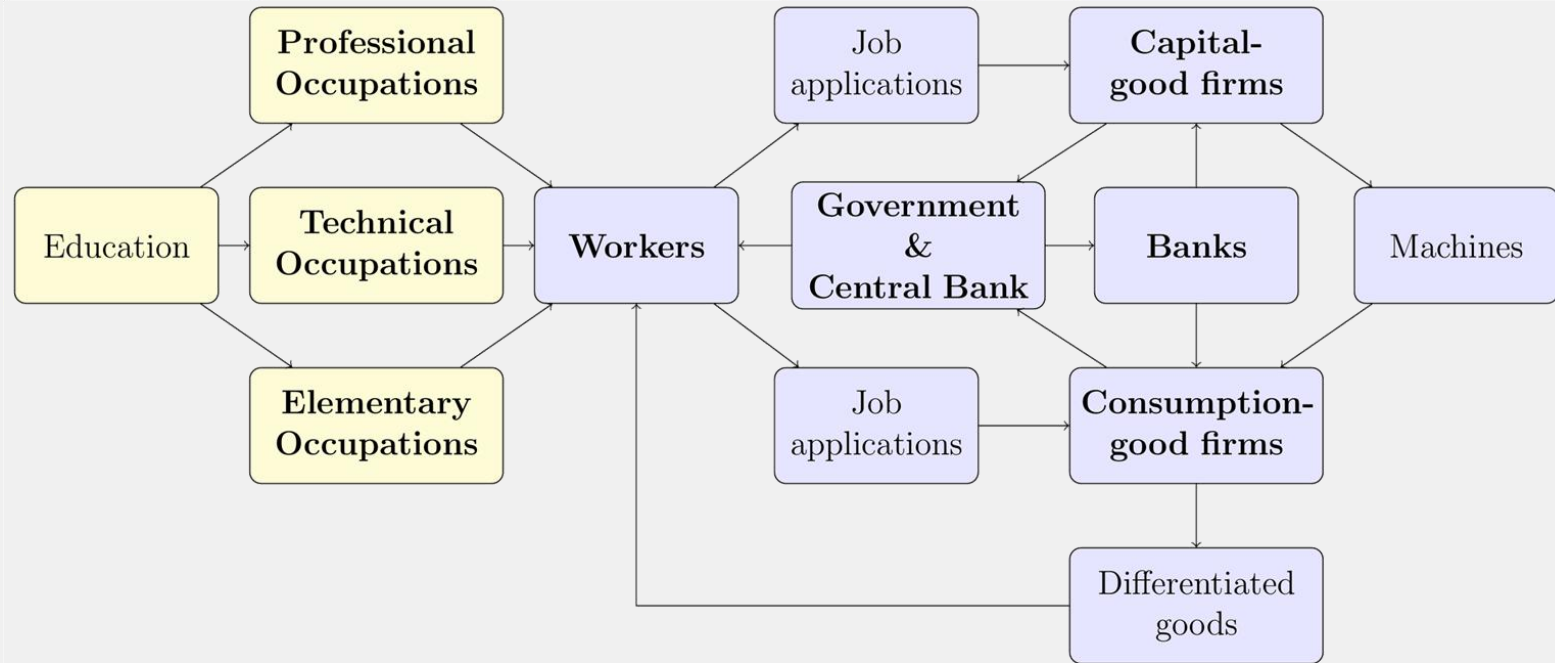 Professional
Occupations
Job
applications
Capital-
good firms
Education
Technical
Occupations
Workers
Government
&
Central Bank
Banks
Machines
Elementary
Occupations
Job
applications
Consumption-
good firms
Differentiated
goods